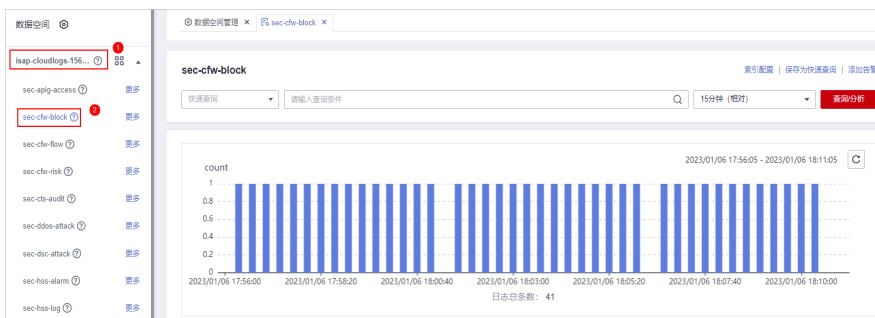 数据空间
数据空间管理 ×
sec-cfw-block ×
isap-cloudlogs-156... ?
1
sec-apig-access ? 更多
sec-cfw-block ? 2 更多
sec-cfw-flow ? 更多
sec-cfw-risk ? 更多
sec-cts-audit ? 更多
sec-ddos-attack ? 更多
sec-dsc-attack ? 更多
sec-hss-alarm ? 更多
sec-hss-log ? 更多
sec-cfw-block
索引配置 | 保存为快速查询 | 添加告警
快速查询 请输入查询条件 15分钟（相对） 查询/分析
2023/01/06 17:56:05 - 2023/01/06 18:11:05
count
1
0.8
0.6
0.4
0.2
0
2023/01/06 17:56:00 2023/01/06 17:58:20 2023/01/06 18:00:40 2023/01/06 18:03:00 2023/01/06 18:05:20 2023/01/06 18:07:40 2023/01/06 18:10:00
日志总条数： 41